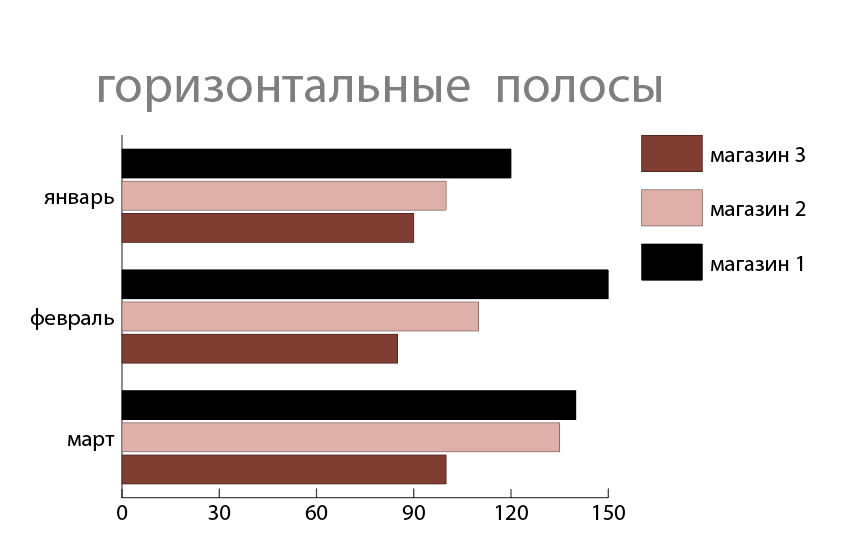 горизонтальные полосы
магазин 3
магазин 2
магазин 1
январь
февраль
март
0 30 60 90 120 150